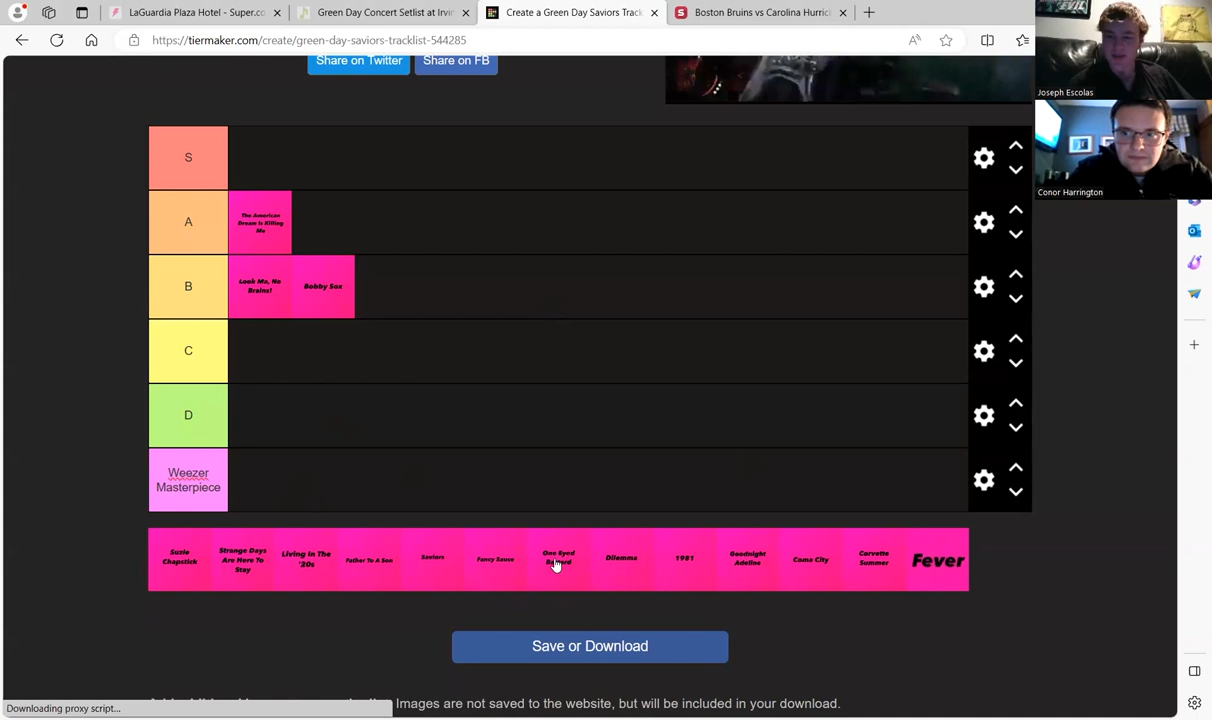 LaGuardia Plaza Hotel - Super.co
Green Day Concert Setlist at Irvin
Create a Green Day Saviors Track
Boston Bruins vs Carolina Hurric
https://tiermaker.com/create/green-day-saviors-tracklist-544285
Share on Twitter
Share on FB
Joseph Escolas
Conor Harrington
S
A
The American
Dream Is Killing
Me
B
Look Ma, No
Brains!
Bobby Sox
C
D
Weezer
Masterpiece
Suzie
Chapstick
Strange Days
Are Here To
Stay
Living In The
'20s
Father To A Son
Saviors
Fancy Sauce
One Eyed
Dilemma
1981
Goodnight
Adeline
Coma City
Corvette
Summer
Fever
Save or Download
Images are not saved to the website, but will be included in your download.
Downloading proxy script...